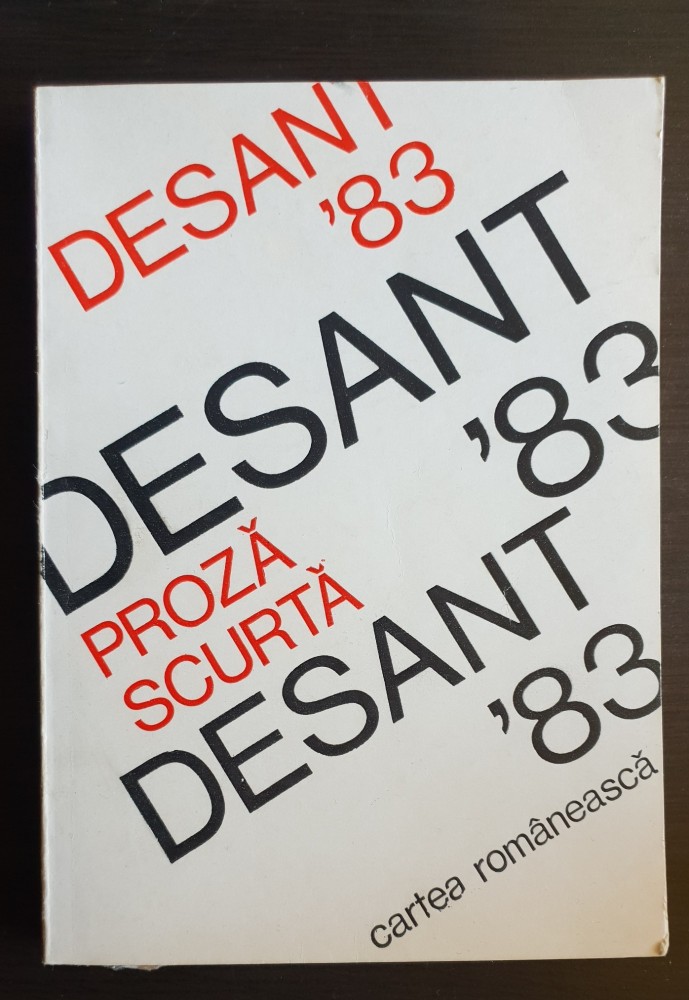 DESANT
'83
DESANT
'83
PROZĂ
SCURTĂ
DESANT
'83
cartea românească